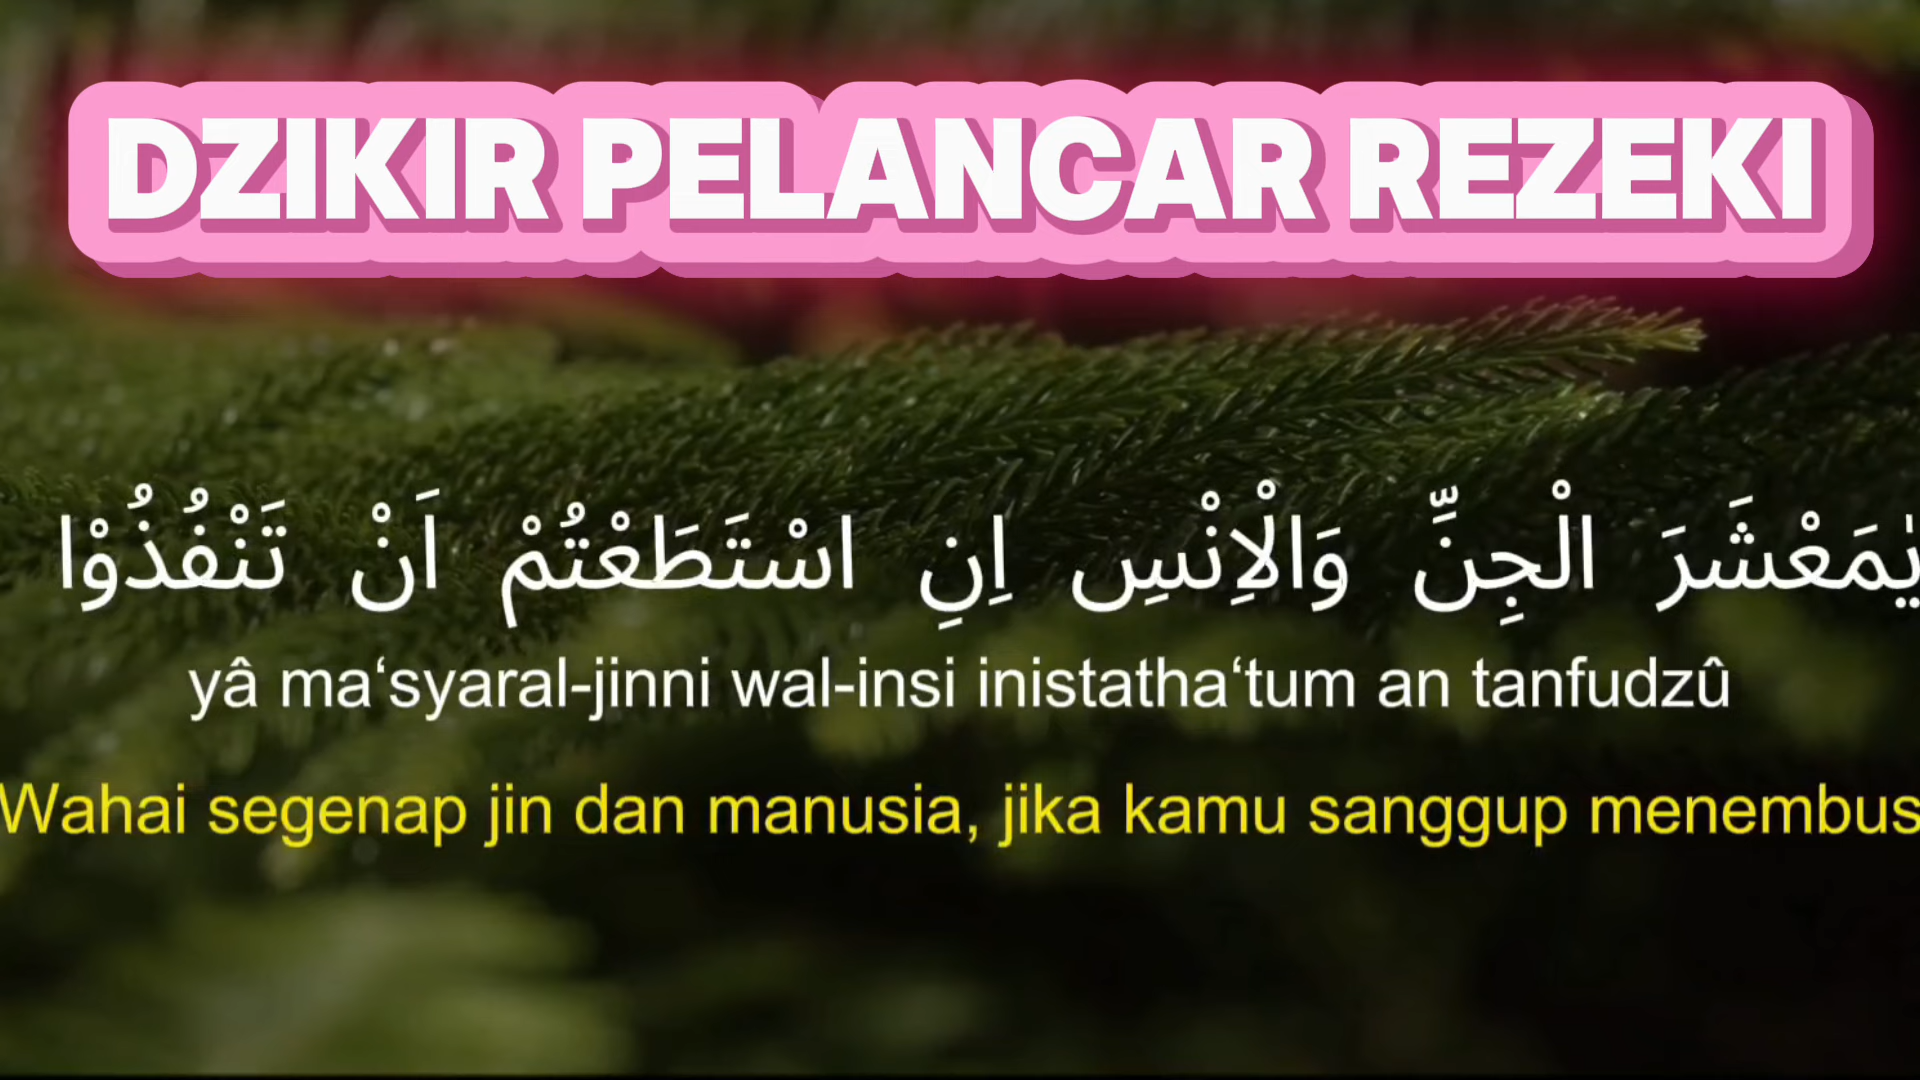 DZIKIR PELANCAR REZEKI
يٰمَعْشَرَ الْجِنِّ وَالْاِنْسِ اِنِ اسْتَطَعْتُمْ اَنْ تَنْفُذُوْا
yâ ma‘syaral-jinni wal-insi inistatha‘tum an tanfudzû
Wahai segenap jin dan manusia, jika kamu sanggup menembus